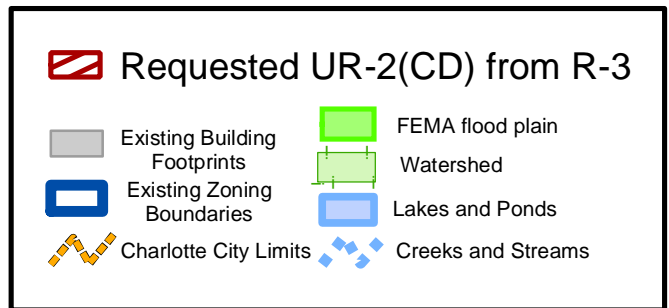 Requested UR-2(CD) from R-3
Existing Building
Footprints
Existing Zoning
Boundaries
Charlotte City Limits
FEMA flood plain
Watershed
Lakes and Ponds
Creeks and Streams